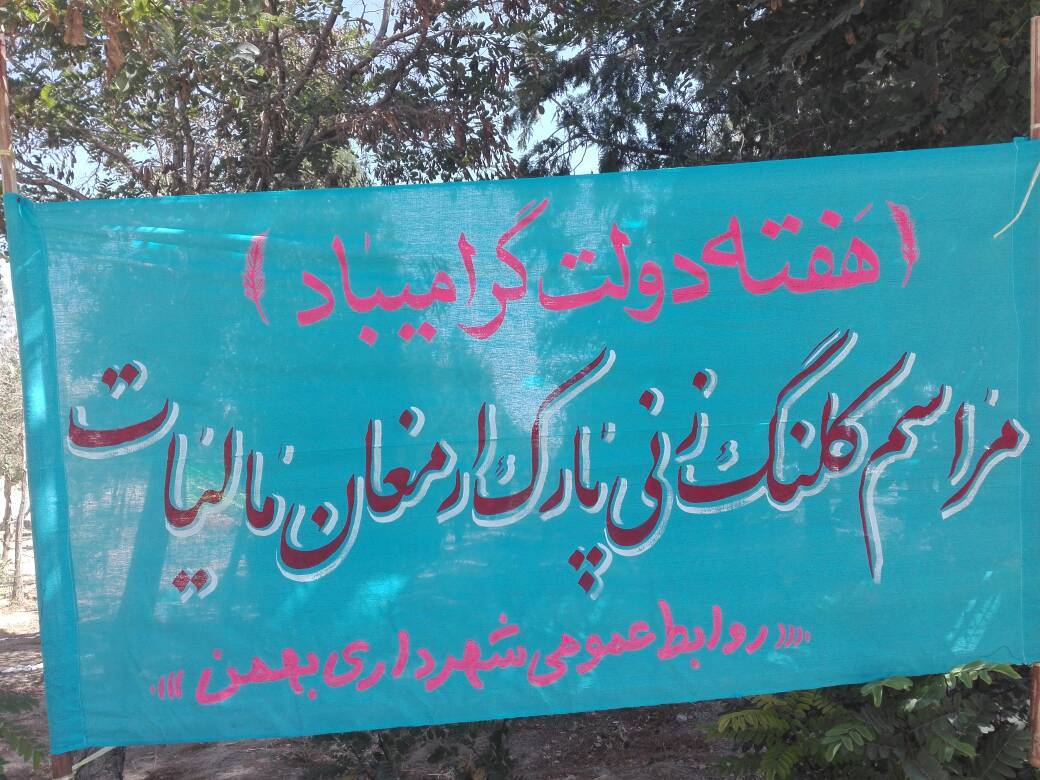 (هفته دولت گرامیباد)
مراسم کلنگ زنی پارک ارمغان مالیات
((( روابط عمومی شهرداری بهمن )))